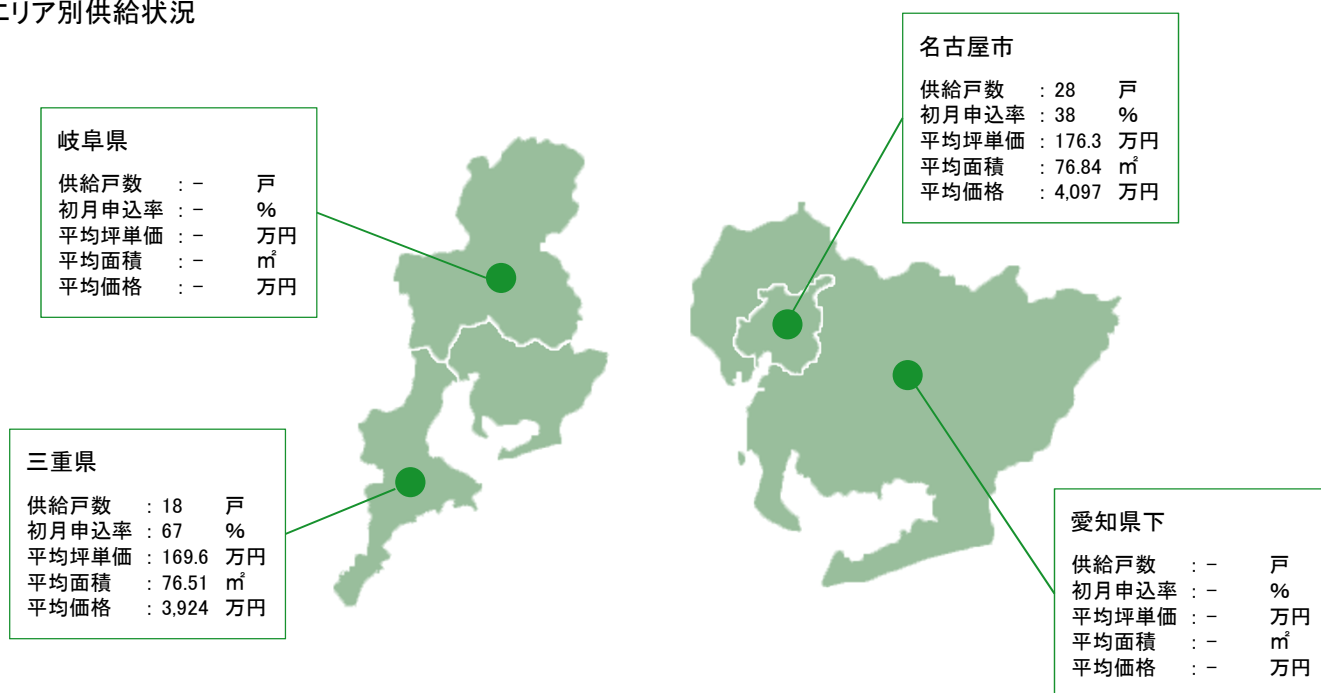 エリア別供給状況
名古屋市
供給戸数 : 28 戸
初月申込率 : 38 %
平均坪単価 : 176.3 万円
平均面積 : 76.84 ㎡
平均価格 : 4,097 万円
岐阜県
供給戸数 : - 戸
初月申込率 : - %
平均坪単価 : - 万円
平均面積 : - ㎡
平均価格 : - 万円
三重県
供給戸数 : 18 戸
初月申込率 : 67 %
平均坪単価 : 169.6 万円
平均面積 : 76.51 ㎡
平均価格 : 3,924 万円
愛知県下
供給戸数 : - 戸
初月申込率 : - %
平均坪単価 : - 万円
平均面積 : - ㎡
平均価格 : - 万円